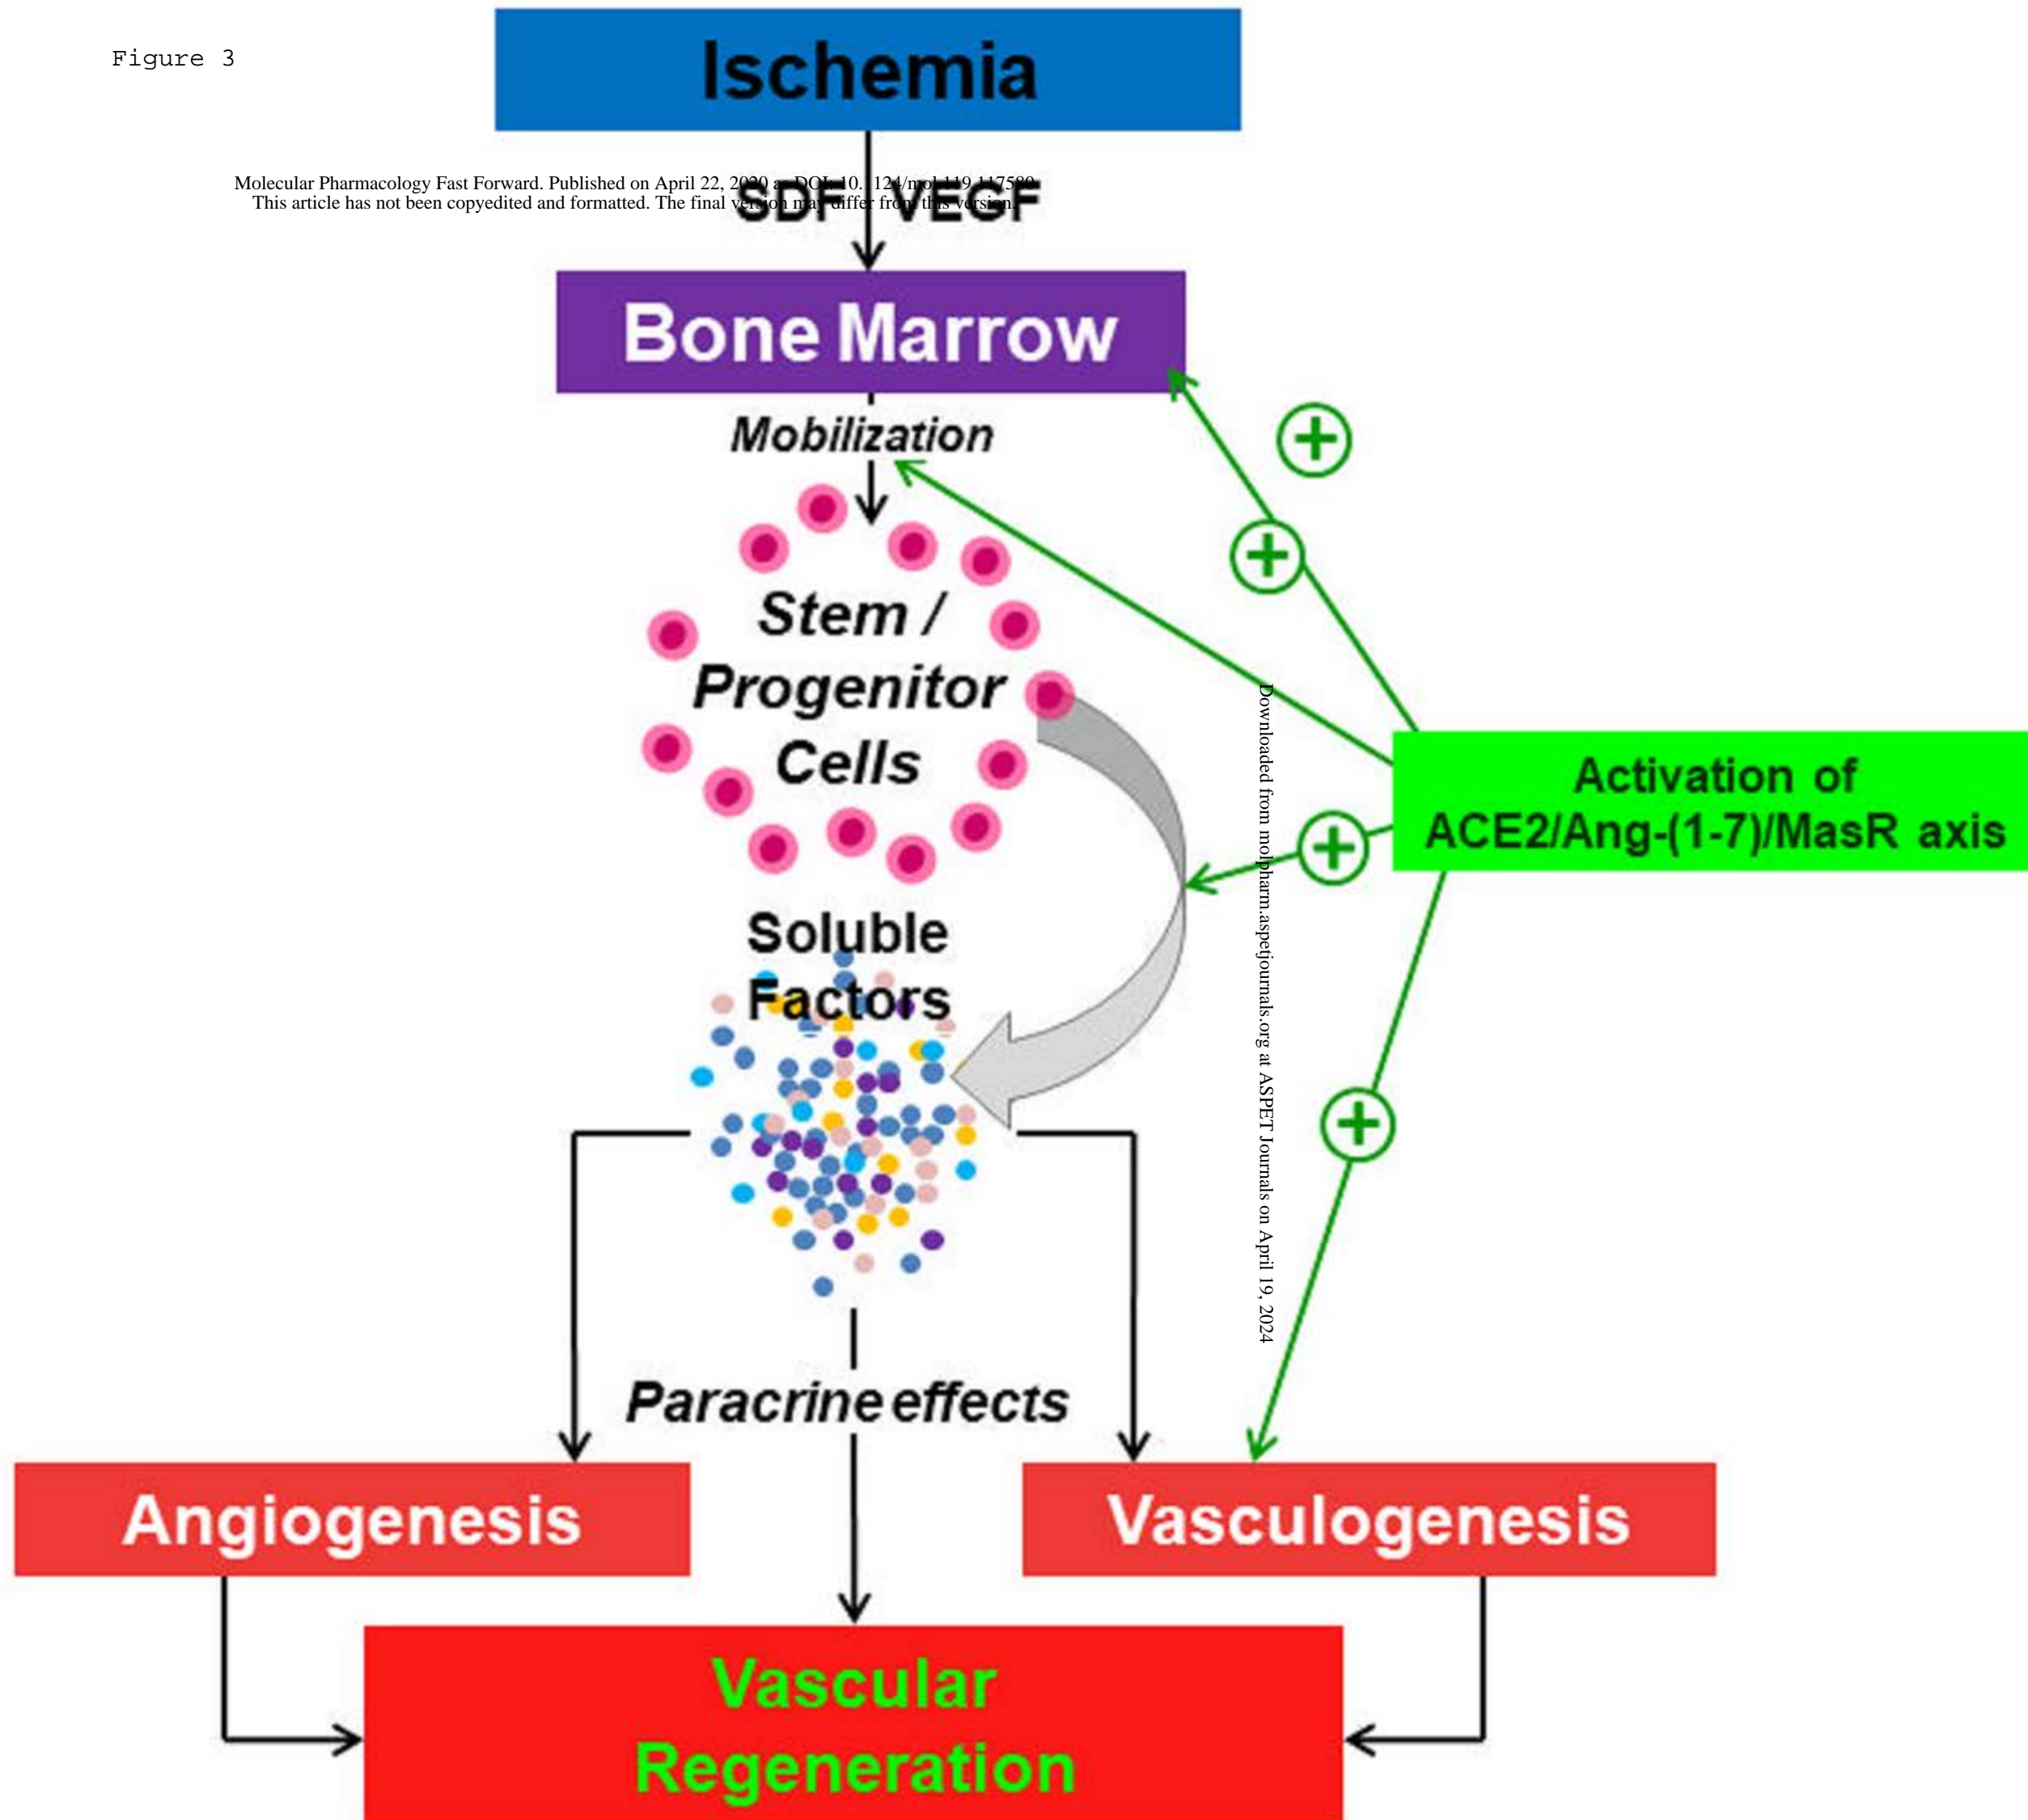 Figure 3
Ischemia
Molecular Pharmacology Fast Forward. Published on April 22, 2020 as DOI: 10.1124/mol.119.117580
This article has not been copyedited and formatted. The final version may differ from this version.
SDF VEGF
Bone Marrow
Mobilization
Stem /
Progenitor
Cells
Activation of
ACE2/Ang-(1-7)/MasR axis
Downloaded from molpharm.aspetjournals.org at ASPET Journals on April 19, 2024
Soluble
Factors
Paracrine effects
Angiogenesis
Vasculogenesis
Vascular
Regeneration